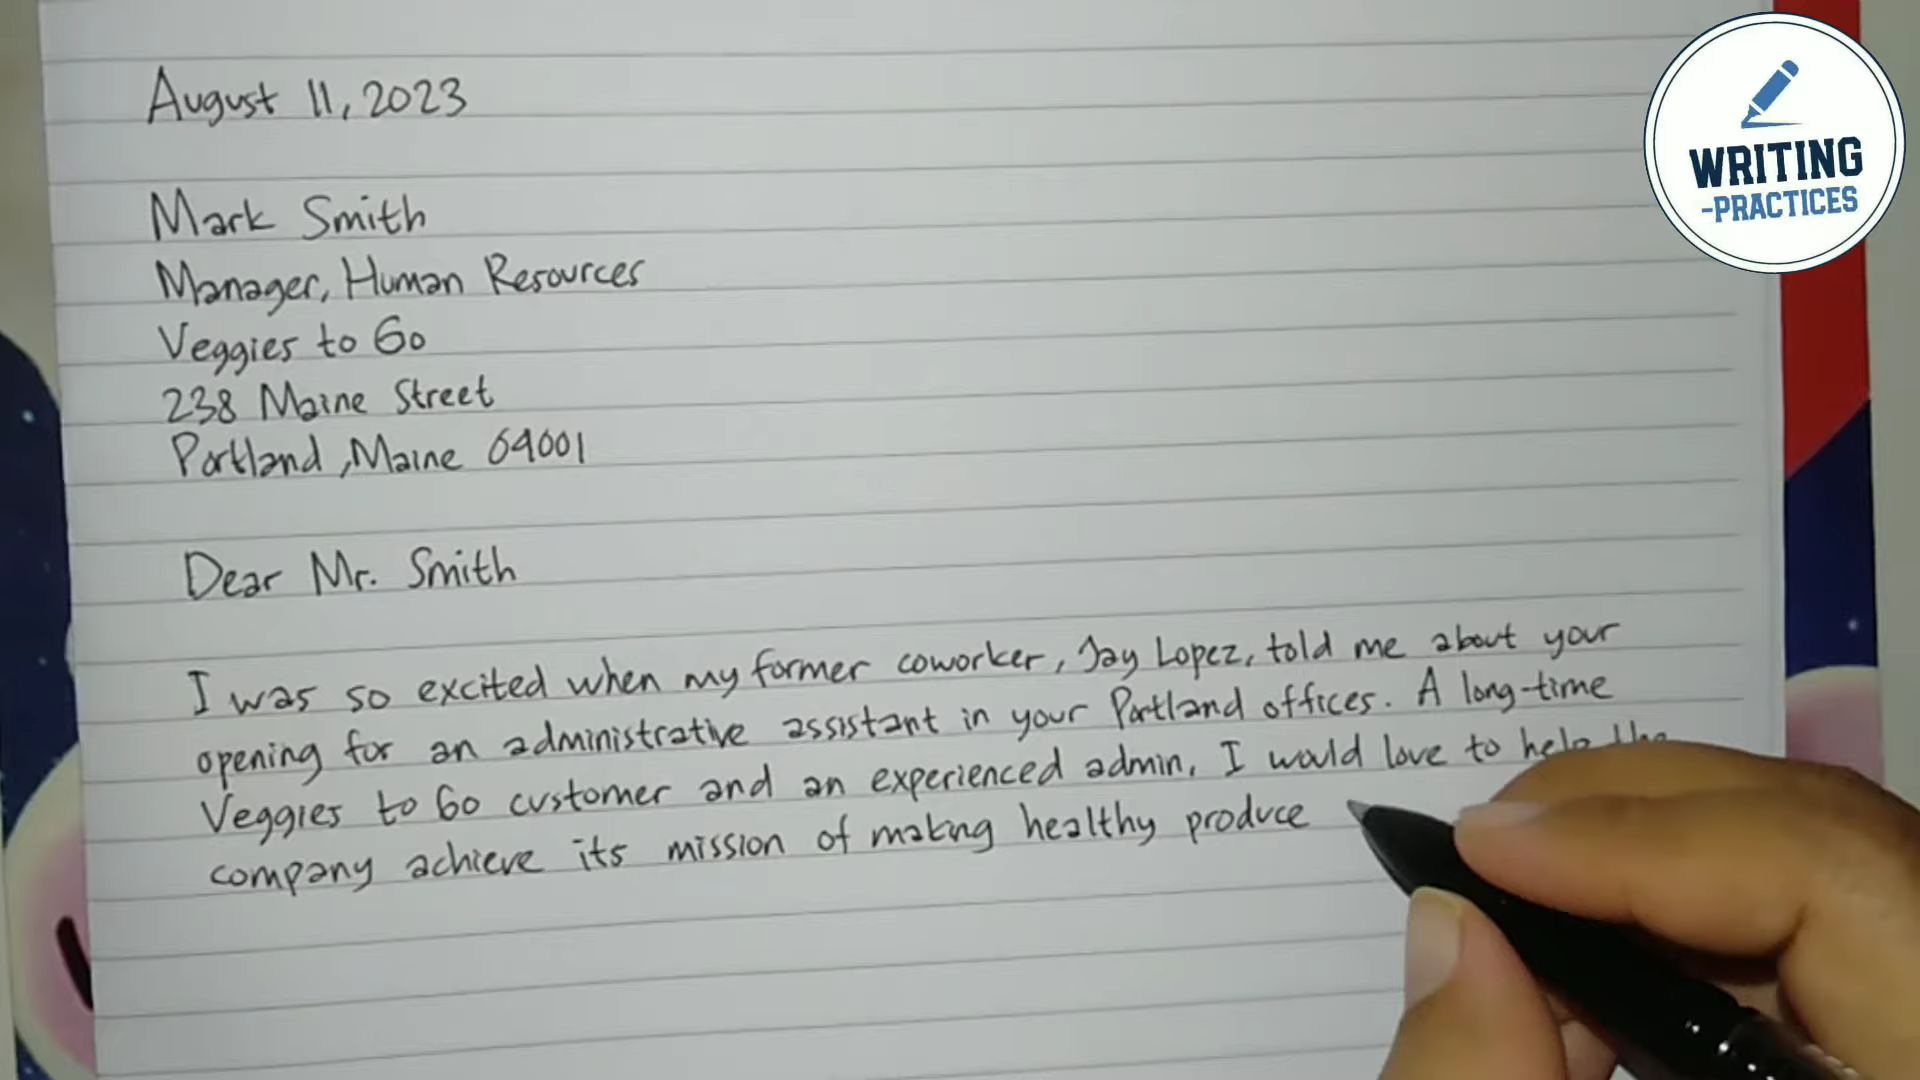 August 11, 2023
Mark Smith
Manager, Human Resources
Veggies to Go
238 Maine Street
Portland, Maine 04001
Dear Mr. Smith
I was so excited when my former coworker, Jay Lopez, told me about your
opening for an administrative assistant in your Portland offices. A long-time
Veggies to Go customer and an experienced admin, I would love to help the
company achieve its mission of making healthy produce
WRITING
-PRACTICES